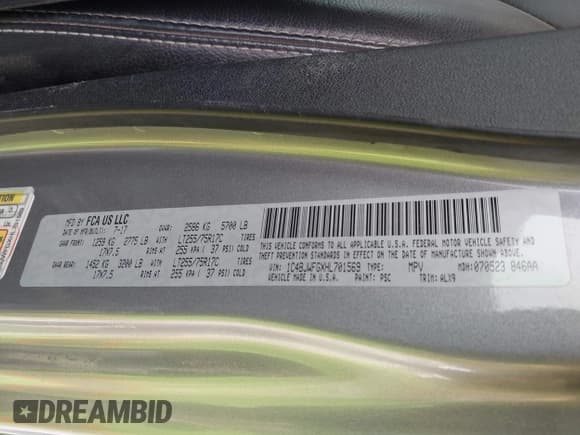 MFD BY FCA US LLC
DATE OF MFR(BUILT): 7-17 GVWR: 2586 KG 5700 LB
GAWR FRONT: 1259 KG 2775 LB WITH LT255/75R17C TIRES
17X7.5 RIMS AT 255 KPA ( 37 PSI) COLD
GAWR REAR: 1452 KG 3200 LB WITH LT255/75R17C TIRES
17X7.5 RIMS AT 255 KPA ( 37 PSI) COLD
THIS VEHICLE CONFORMS TO ALL APPLICABLE U.S.A. FEDERAL MOTOR VEHICLE SAFETY AND
THEFT PREVENTION STANDARDS IN EFFECT ON THE DATE OF MANUFACTURE SHOWN ABOVE.
VIN: 1C4BJWFGXHL701569 TYPE: MPV MDH: 070523 846AA
VEHICLE MADE IN U.S.A. PAINT: PSC TRIM: ALX9
DREAMBID